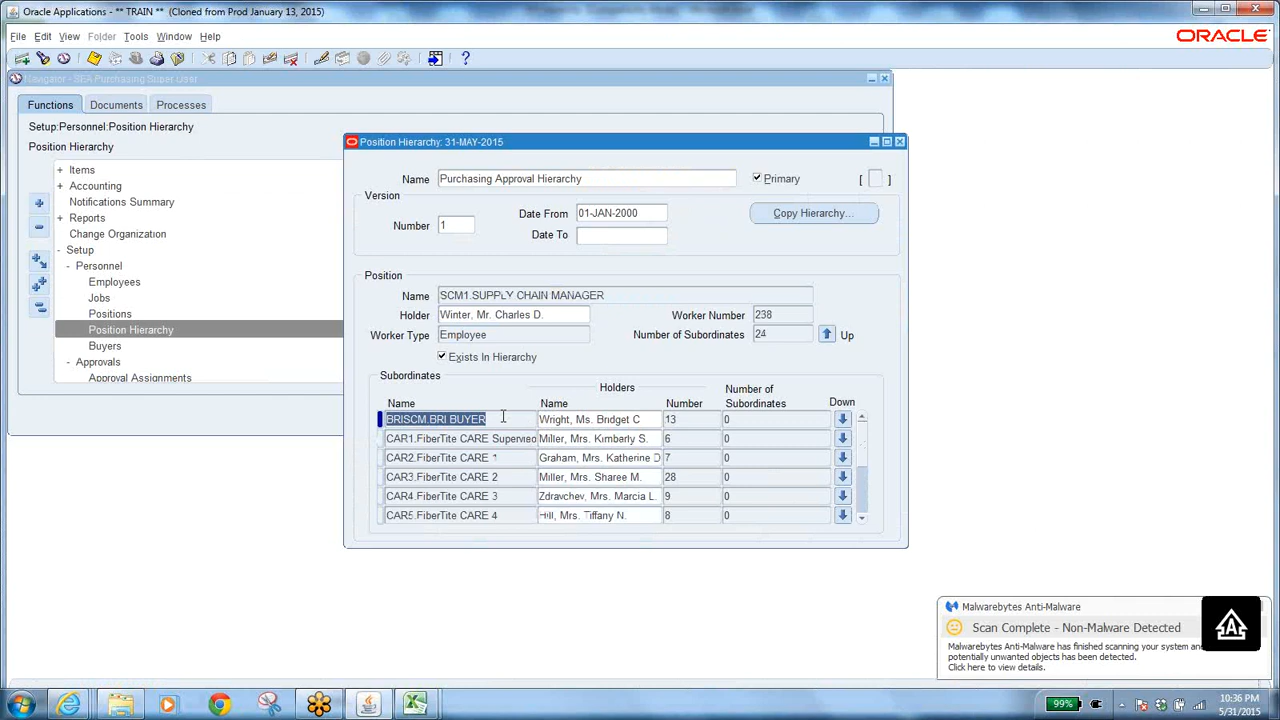 Oracle Applications - ** TRAIN ** (Cloned from Prod January 13, 2015)
File Edit View Folder Tools Window Help
ORACLE
Navigator - SEA Purchasing Super User
Functions Documents Processes
Setup:Personnel:Position Hierarchy
Position Hierarchy
+ Items
+ Accounting
Notifications Summary
+ Reports
Change Organization
- Setup
- Personnel
Employees
Jobs
Positions
Position Hierarchy
Buyers
- Approvals
Approval Assignments
Position Hierarchy: 31-MAY-2015
Name Purchasing Approval Hierarchy Primary [ ]
Version
Number 1 Date From 01-JAN-2000 Copy Hierarchy...
Date To
Position
Name SCM1.SUPPLY CHAIN MANAGER
Holder Winter, Mr. Charles D. Worker Number 238
Worker Type Employee Number of Subordinates 24 Up
Exists In Hierarchy
Subordinates
Holders Number of
Name Name Number Subordinates Down
BRISCM.BRI BUYER Wright, Ms. Bridget C 13 0
CAR1.FiberTite CARE Supervisor Miller, Mrs. Kimberly S. 6 0
CAR2.FiberTite CARE 1 Graham, Mrs. Katherine D 7 0
CAR3.FiberTite CARE 2 Miller, Mrs. Sharee M. 28 0
CAR4.FiberTite CARE 3 Zdravchev, Mrs. Marcia L. 9 0
CAR5.FiberTite CARE 4 Hill, Mrs. Tiffany N. 8 0
Malwarebytes Anti-Malware
Scan Complete - Non-Malware Detected
Malwarebytes Anti-Malware has finished scanning your system and
potentially unwanted objects has been detected.
Click here to view details.
99% 10:36 PM
5/31/2015